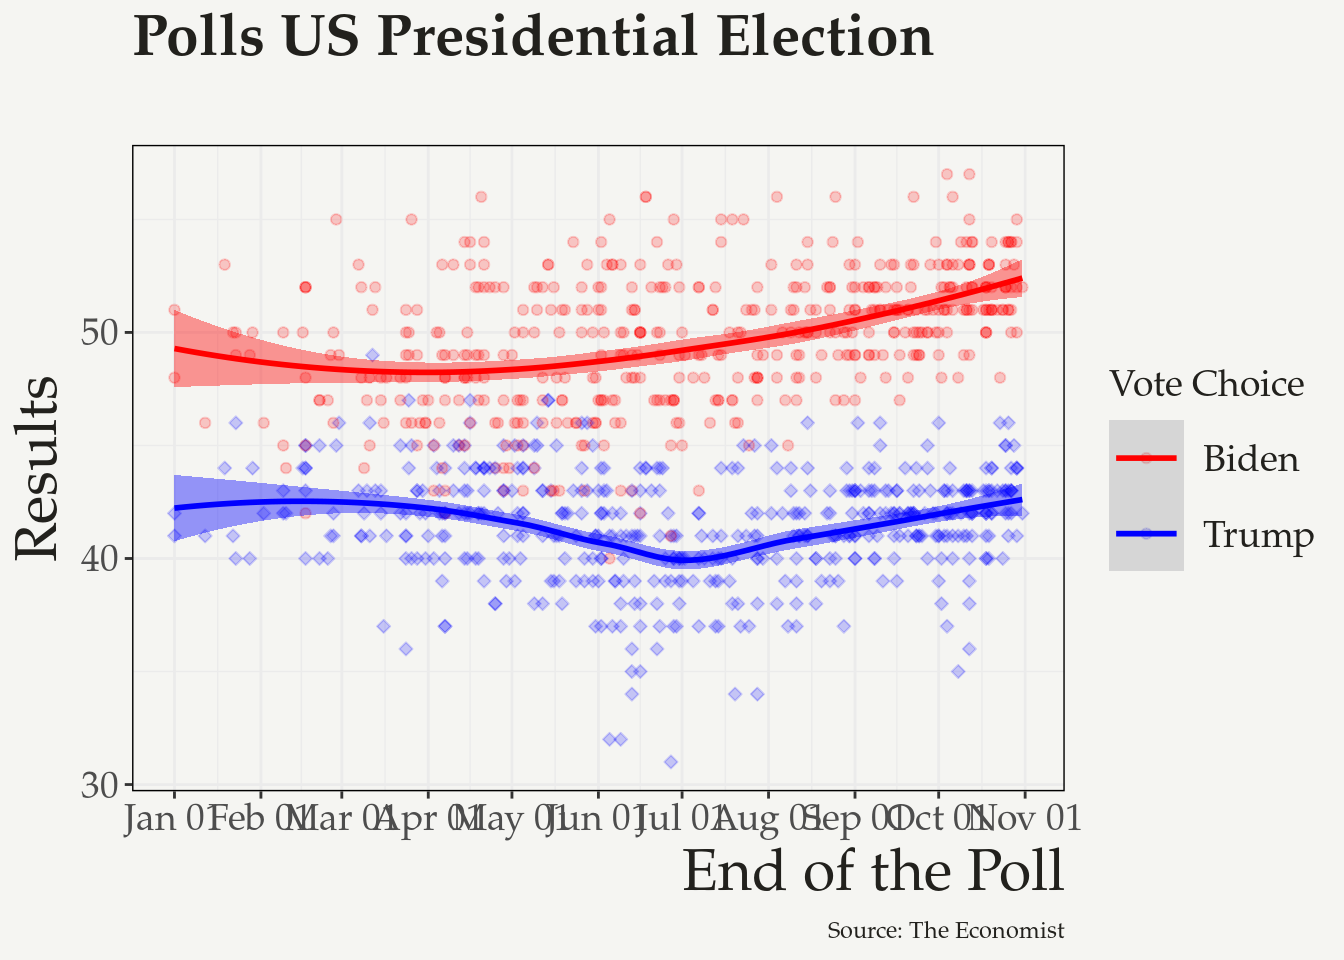 Polls US Presidential Election
Results
50
40
30
Jan 01 Feb 01 Mar 01 Apr 01 May 01 Jun 01 Jul 01 Aug 01 Sep 01 Oct 01 Nov 01
End of the Poll
Vote Choice
Biden
Trump
Source: The Economist